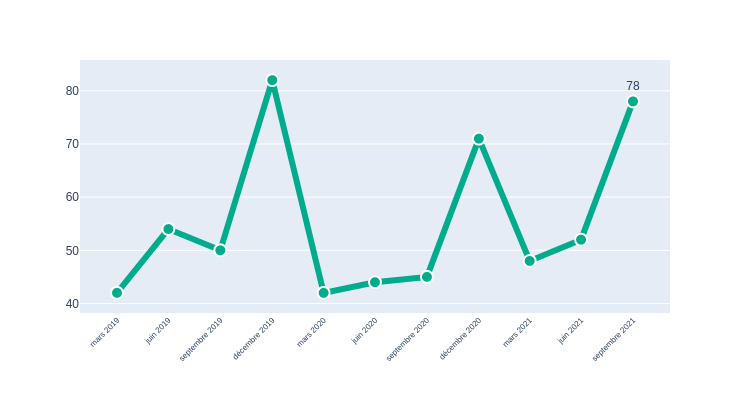 80
70
60
50
40
78
mars 2019
juin 2019
septembre 2019
décembre 2019
mars 2020
juin 2020
septembre 2020
décembre 2020
mars 2021
juin 2021
septembre 2021